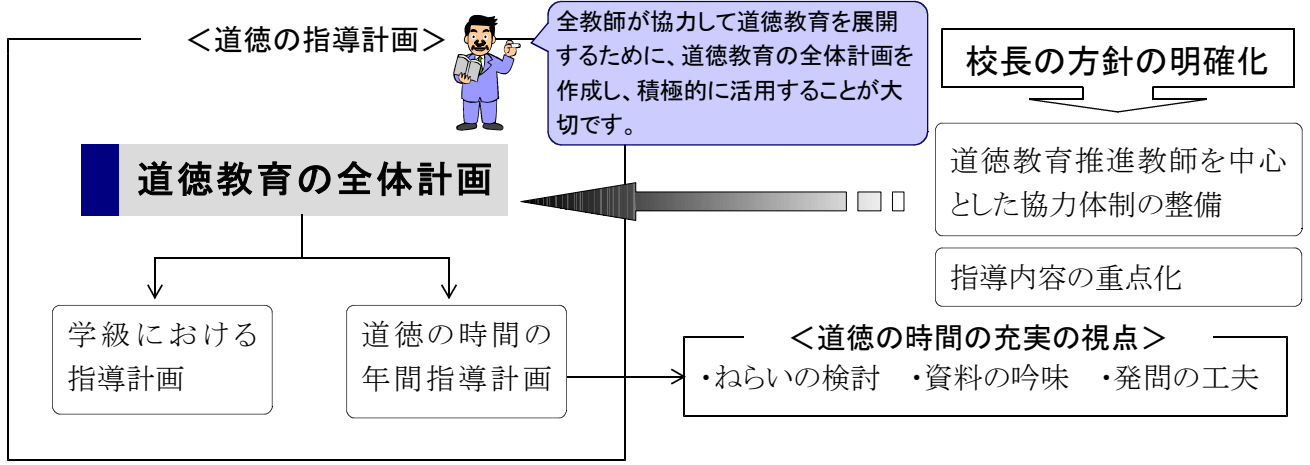 ＜道徳の指導計画＞
全教師が協力して道徳教育を展開
するために、道徳教育の全体計画を
作成し、積極的に活用することが大
切です。
校長の方針の明確化
道徳教育推進教師を中心
とした協力体制の整備
指導内容の重点化
道徳教育の全体計画
学級における
指導計画
道徳の時間の
年間指導計画
＜道徳の時間の充実の視点＞
・ねらいの検討　・資料の吟味　・発問の工夫